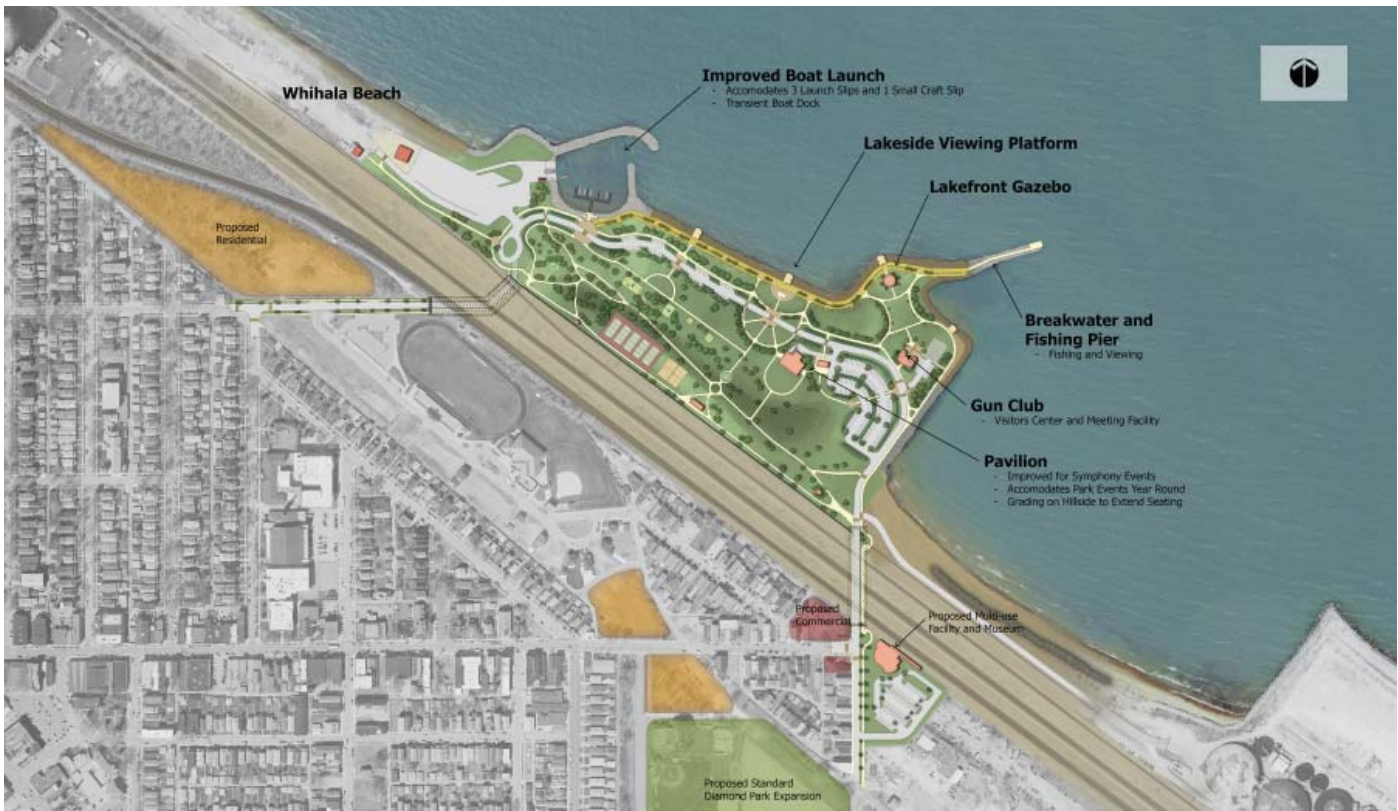 Whihala Beach
Improved Boat Launch
- Accomodates 3 Launch Slips and 1 Small Craft Slip
- Transient Boat Dock
Lakeside Viewing Platform
Lakefront Gazebo
Proposed
Residential
Breakwater and
Fishing Pier
- Fishing and Viewing
Gun Club
- Visitors Center and Meeting Facility
Pavilion
- Improved for Symphony Events
- Accomodates Park Events Year Round
- Grading on Hillside to Extend Seating
Proposed
Commercial
Proposed Multi-use
Facility and Museum
Proposed Standard
Diamond Park Expansion